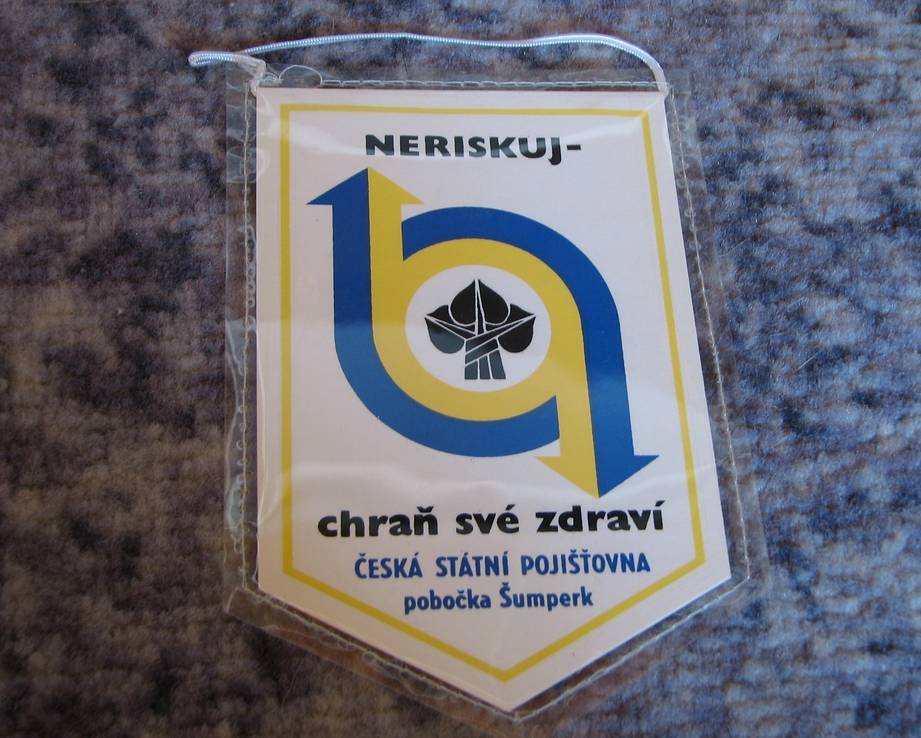 NERISKUJ-
chraň své zdraví
ČESKÁ STÁTNÍ POJIŠŤOVNA
pobočka Šumperk